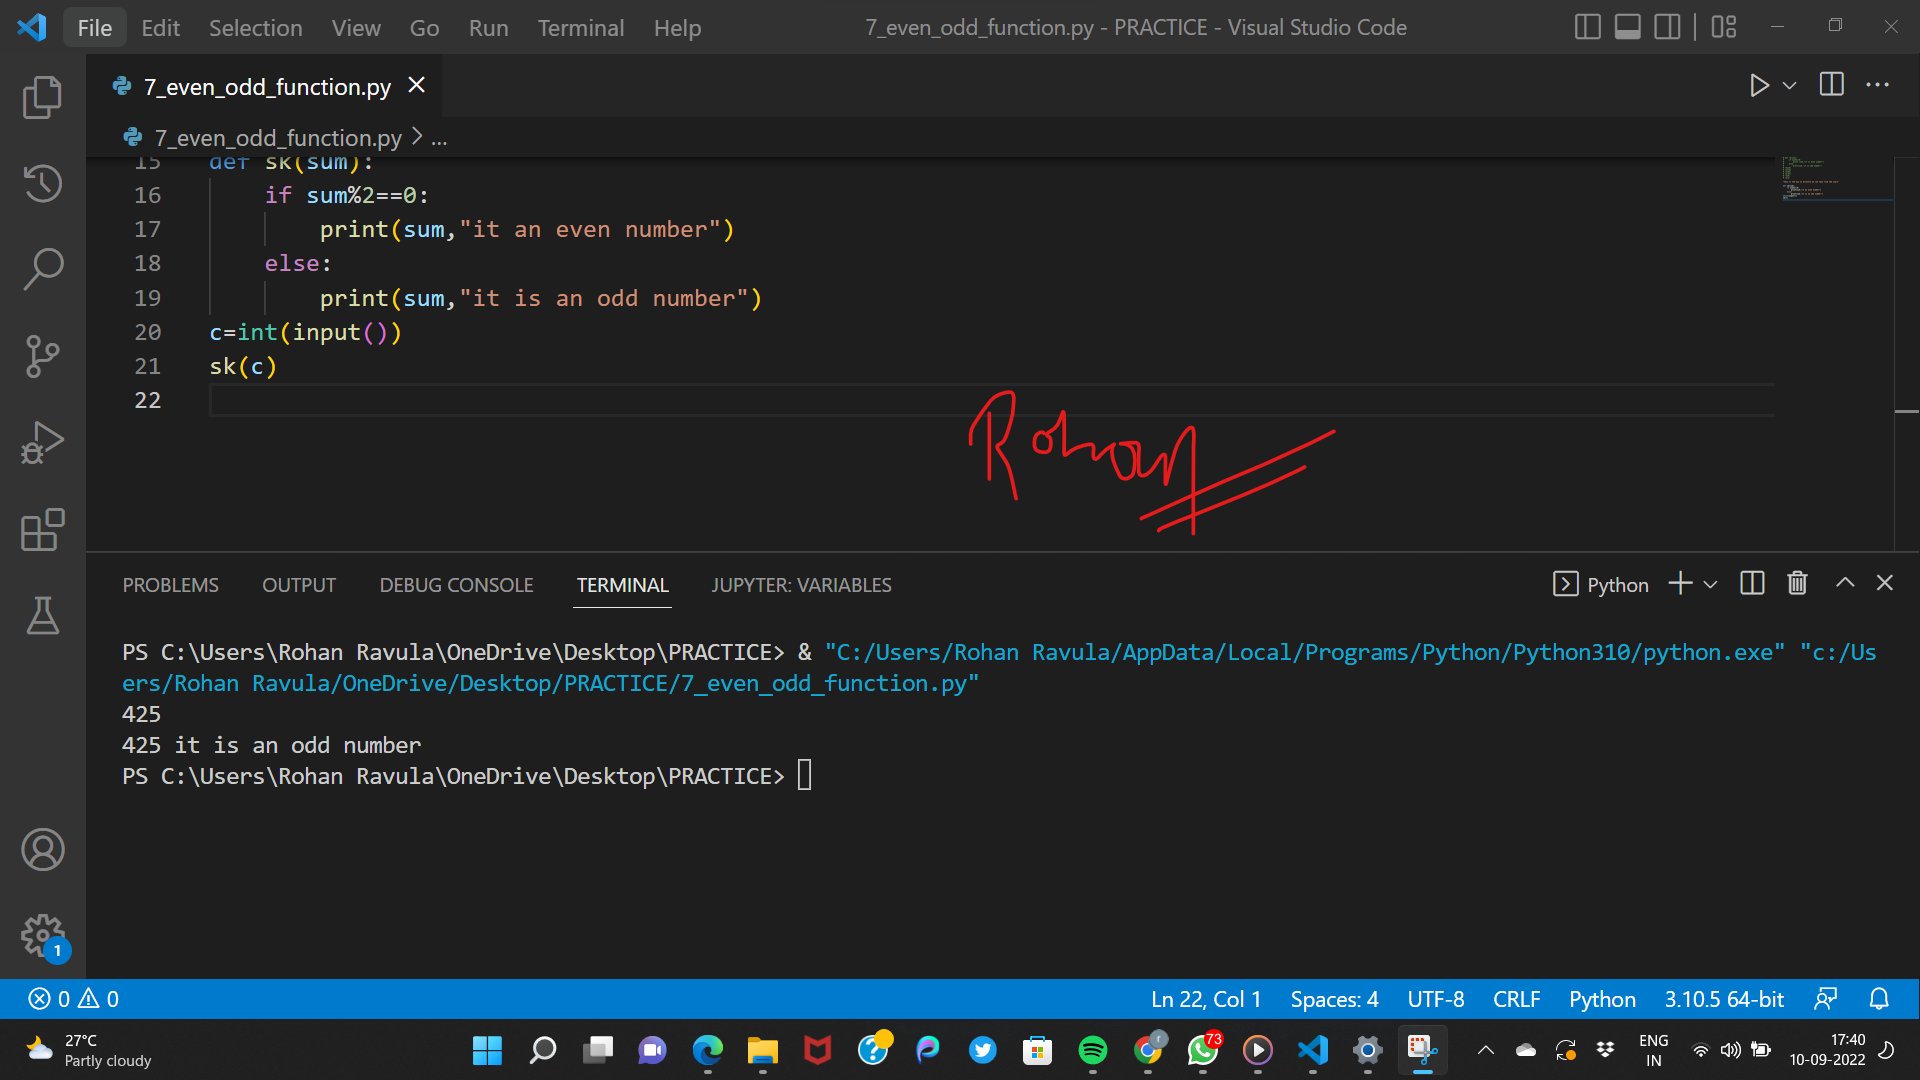 File Edit Selection View Go Run Terminal Help 7_even_odd_function.py - PRACTICE - Visual Studio Code
7_even_odd_function.py
7_even_odd_function.py > ...
15 def sk(sum):
16 if sum%2==0:
17 print(sum,"it an even number")
18 else:
19 print(sum,"it is an odd number")
20 c=int(input())
21 sk(c)
22
Rohan
PROBLEMS OUTPUT DEBUG CONSOLE TERMINAL JUPYTER: VARIABLES Python
PS C:\Users\Rohan Ravula\OneDrive\Desktop\PRACTICE> & "C:/Users/Rohan Ravula/AppData/Local/Programs/Python/Python310/python.exe" "c:/Us
ers/Rohan Ravula/OneDrive/Desktop/PRACTICE/7_even_odd_function.py"
425
425 it is an odd number
PS C:\Users\Rohan Ravula\OneDrive\Desktop\PRACTICE>
1
0 0 Ln 22, Col 1 Spaces: 4 UTF-8 CRLF Python 3.10.5 64-bit
27°C
Partly cloudy
r
73
ENG
IN
17:40
10-09-2022